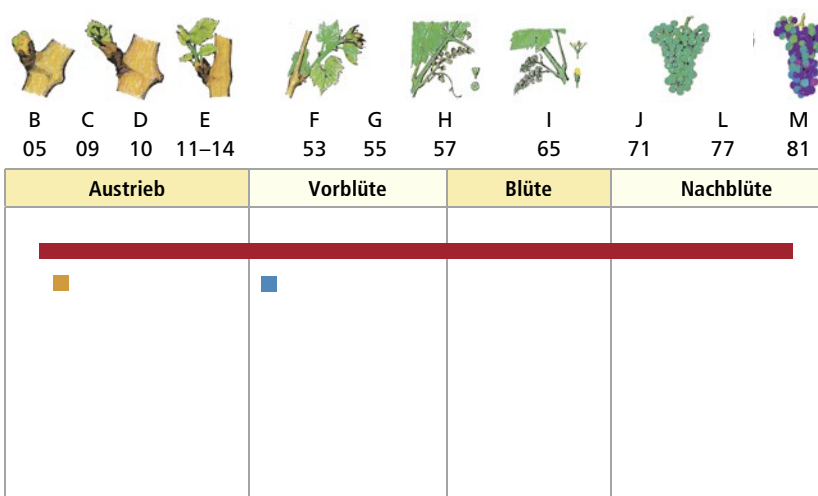 B C D E F G H I J L M
05 09 10 11–14 53 55 57 65 71 77 81
Austrieb Vorblüte Blüte Nachblüte